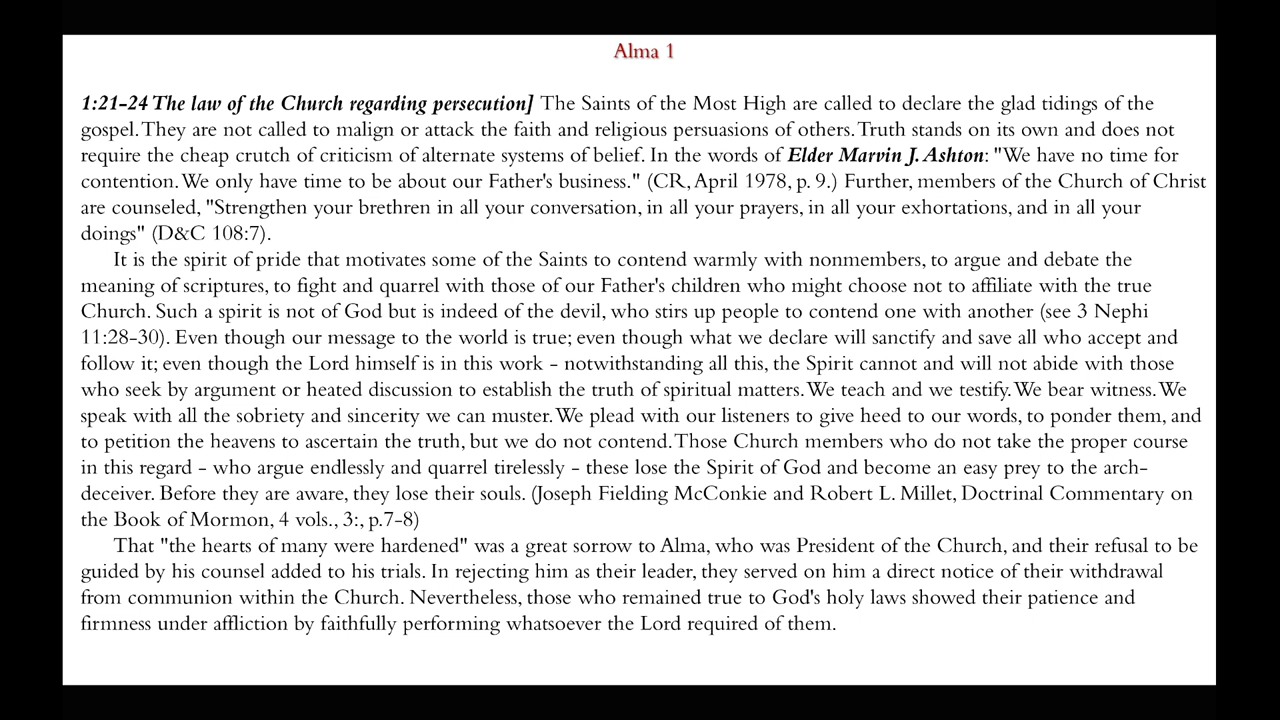 Alma 1
1:21-24 The law of the Church regarding persecution] The Saints of the Most High are called to declare the glad tidings of the
gospel. They are not called to malign or attack the faith and religious persuasions of others. Truth stands on its own and does not
require the cheap crutch of criticism of alternate systems of belief. In the words of Elder Marvin J. Ashton: "We have no time for
contention. We only have time to be about our Father's business." (CR, April 1978, p. 9.) Further, members of the Church of Christ
are counseled, "Strengthen your brethren in all your conversation, in all your prayers, in all your exhortations, and in all your
doings" (D&C 108:7).
It is the spirit of pride that motivates some of the Saints to contend warmly with nonmembers, to argue and debate the
meaning of scriptures, to fight and quarrel with those of our Father's children who might choose not to affiliate with the true
Church. Such a spirit is not of God but is indeed of the devil, who stirs up people to contend one with another (see 3 Nephi
11:28-30). Even though our message to the world is true; even though what we declare will sanctify and save all who accept and
follow it; even though the Lord himself is in this work - notwithstanding all this, the Spirit cannot and will not abide with those
who seek by argument or heated discussion to establish the truth of spiritual matters. We teach and we testify. We bear witness. We
speak with all the sobriety and sincerity we can muster. We plead with our listeners to give heed to our words, to ponder them, and
to petition the heavens to ascertain the truth, but we do not contend. Those Church members who do not take the proper course
in this regard - who argue endlessly and quarrel tirelessly - these lose the Spirit of God and become an easy prey to the arch-
deceiver. Before they are aware, they lose their souls. (Joseph Fielding McConkie and Robert L. Millet, Doctrinal Commentary on
the Book of Mormon, 4 vols., 3:, p.7-8)
That "the hearts of many were hardened" was a great sorrow to Alma, who was President of the Church, and their refusal to be
guided by his counsel added to his trials. In rejecting him as their leader, they served on him a direct notice of their withdrawal
from communion within the Church. Nevertheless, those who remained true to God's holy laws showed their patience and
firmness under affliction by faithfully performing whatsoever the Lord required of them.